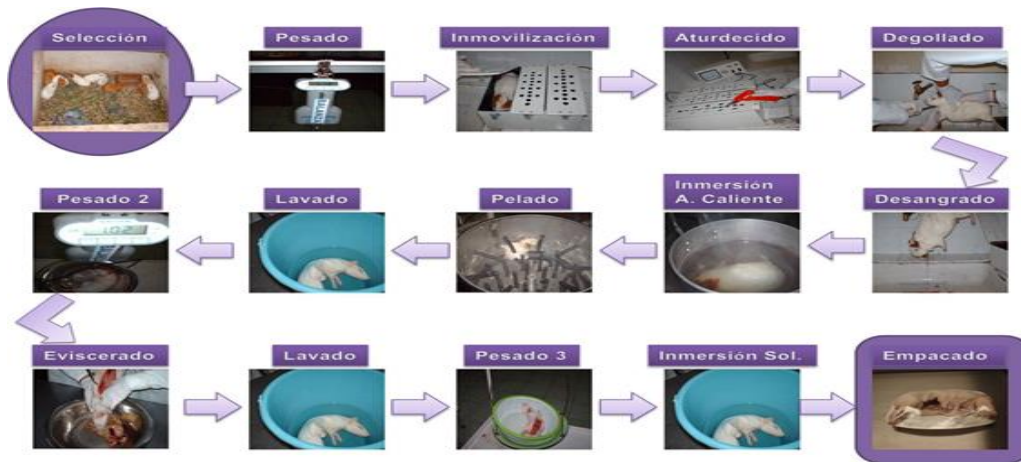 Selección
Pesado
Inmovilización
Aturdecido
Degollado
Desangrado
Inmersión
A. Caliente
Pelado
Lavado
Pesado 2
Eviscerado
Lavado
Pesado 3
Inmersión Sol.
Empacado